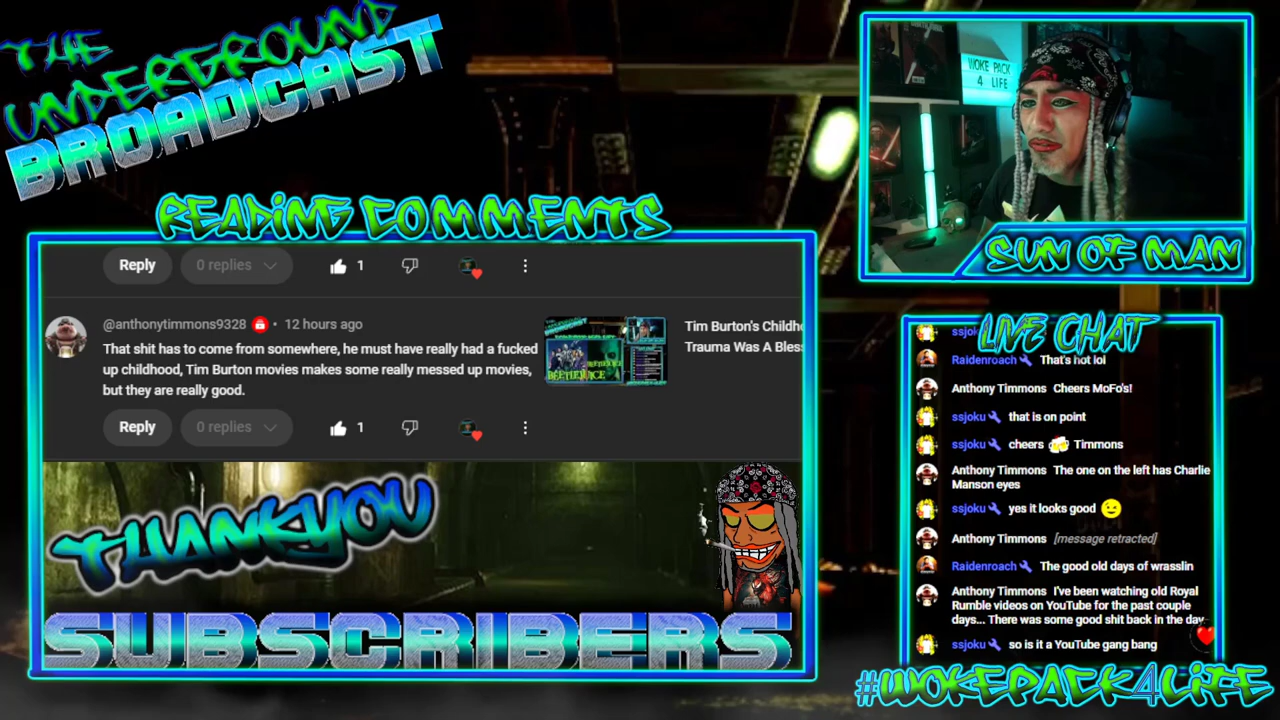 THE
UNDERGROUND
BROADCAST
READING COMMENTS
Reply 0 replies 1
@anthonytimmons9328 • 12 hours ago
That shit has to come from somewhere, he must have really had a fucked
up childhood, Tim Burton movies makes some really messed up movies,
but they are really good.
Tim Burton's Childh
Trauma Was A Bles
BEETLEJUICE
Reply 0 replies 1
THANKYOU
SUBSCRIBERS
WOKE PACK
4 LIFE
SUN OF MAN
LIVE CHAT
ssjok
Raidenroach That's hot lol
Anthony Timmons Cheers MoFo's!
ssjoku that is on point
ssjoku cheers 🍻 Timmons
Anthony Timmons The one on the left has Charlie
Manson eyes
ssjoku yes it looks good 😉
Anthony Timmons [message retracted]
Raidenroach The good old days of wrasslin
Anthony Timmons I've been watching old Royal
Rumble videos on YouTube for the past couple
days... There was some good shit back in the day
ssjoku so is it a YouTube gang bang
#WOKEPACK4LIFE